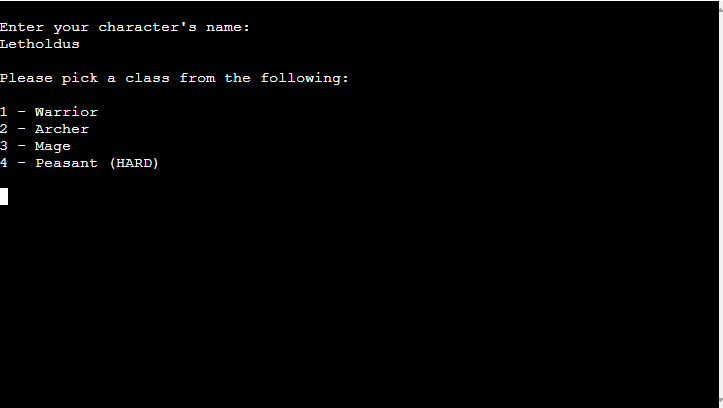 Enter your character's name:
Letholdus
Please pick a class from the following:
1 - Warrior
2 - Archer
3 - Mage
4 - Peasant (HARD)